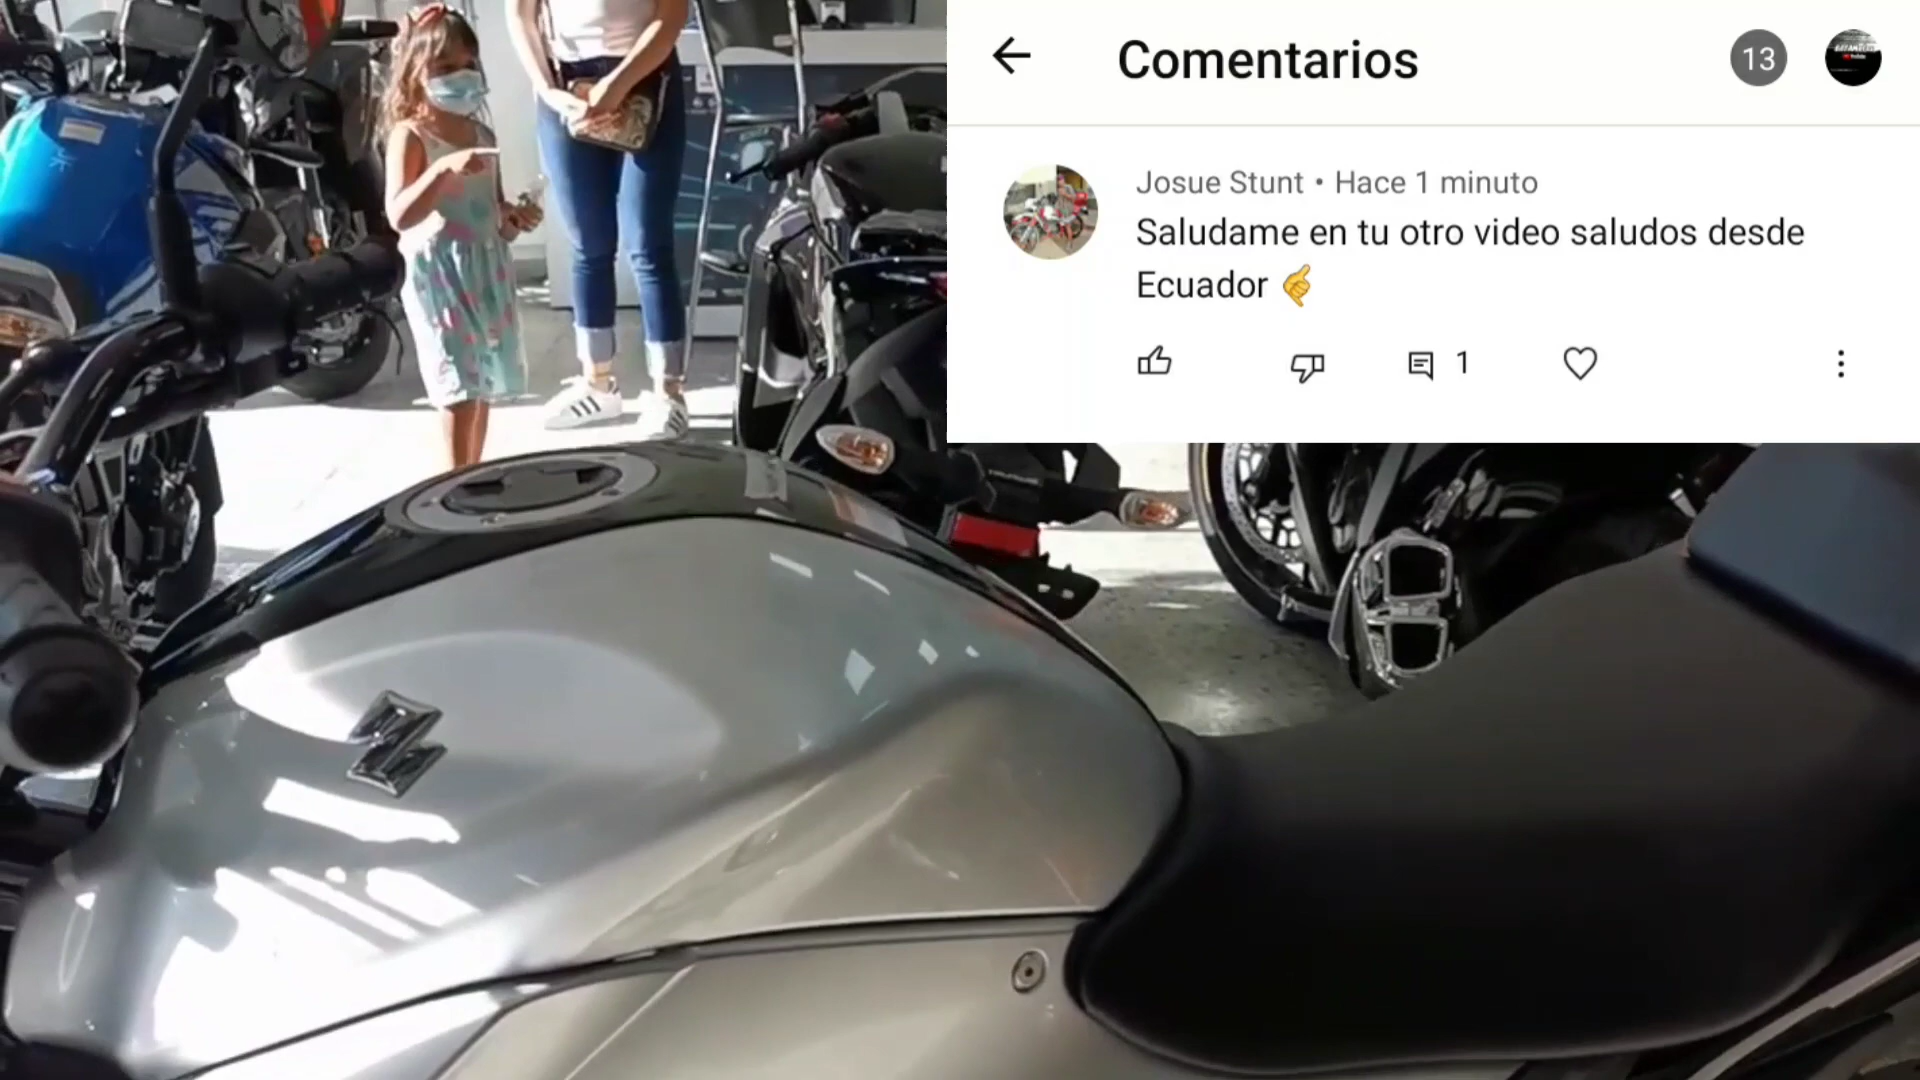 Comentarios
13
Josue Stunt • Hace 1 minuto
Saludame en tu otro video saludos desde
Ecuador 🤙
1